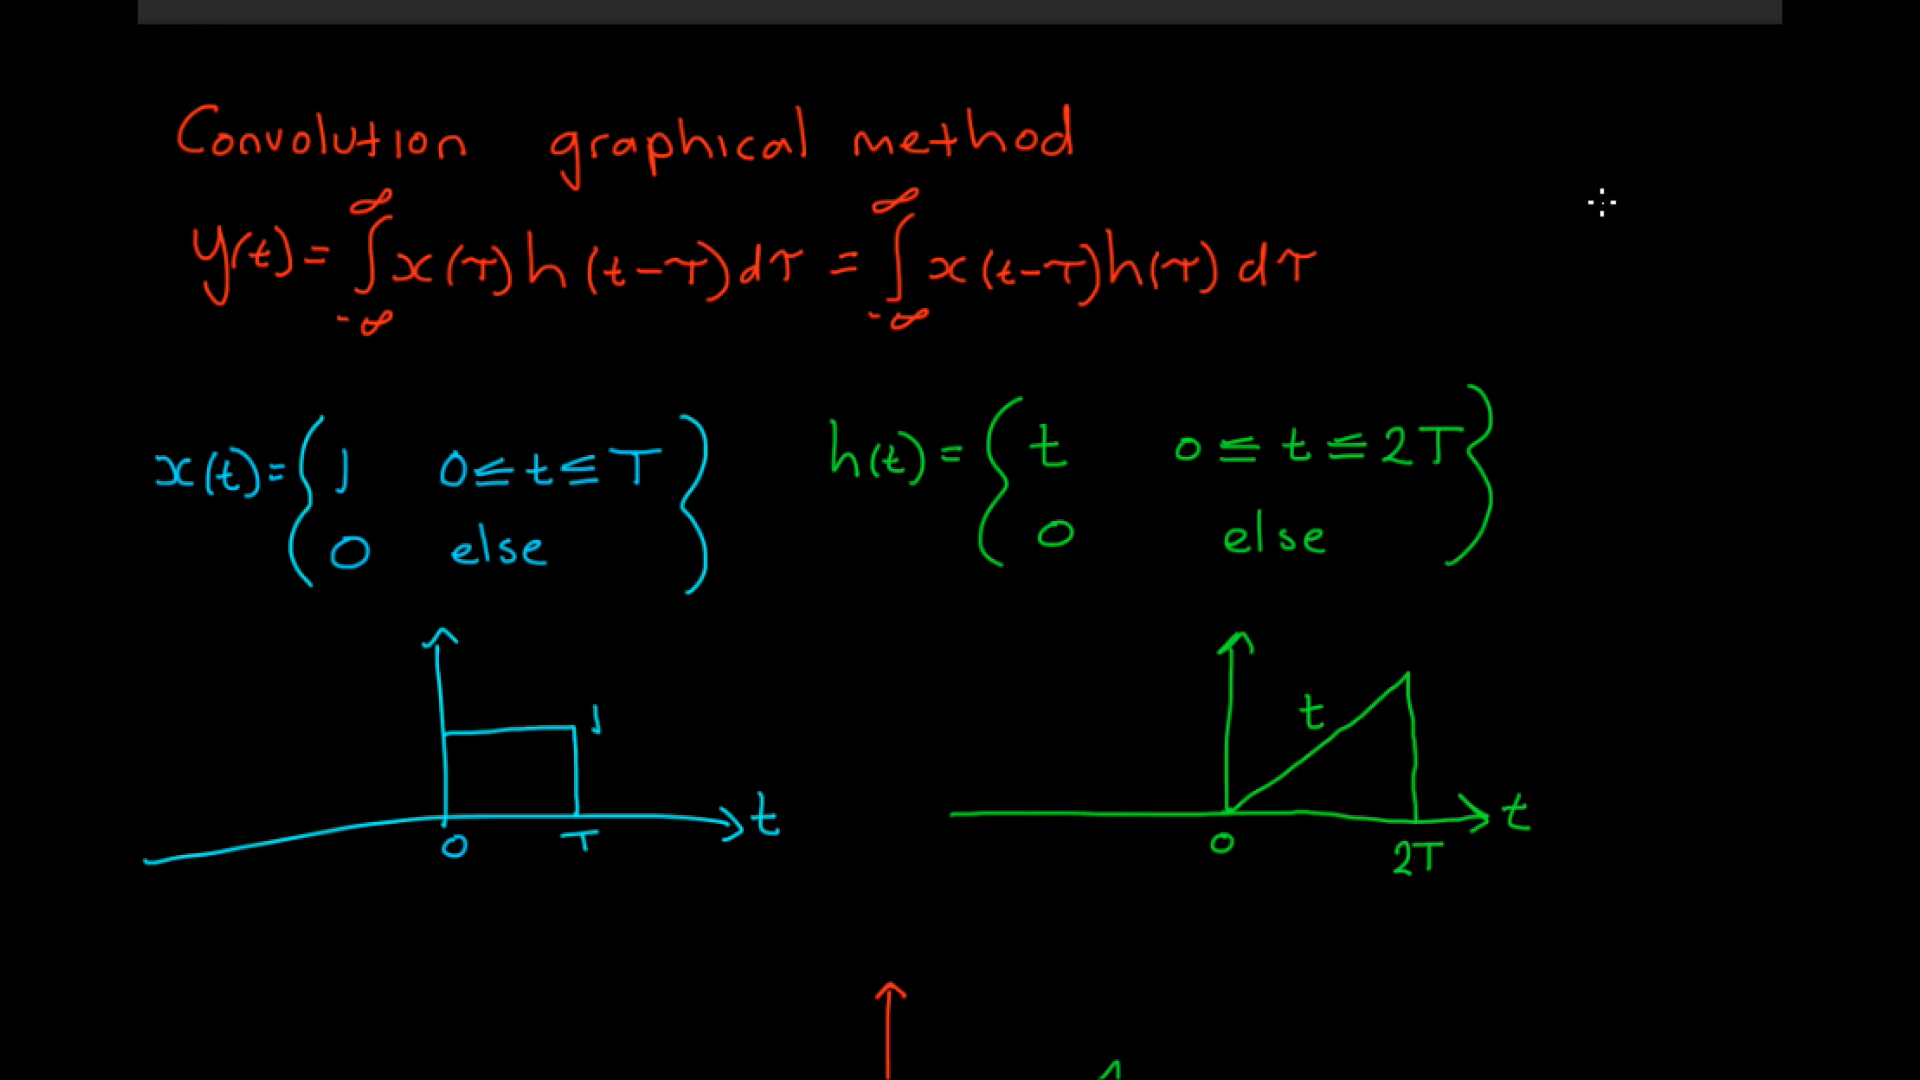 Convolution graphical method
y(t) = ∫_{-∞}^{∞} x(τ) h(t-τ) dτ = ∫_{-∞}^{∞} x(t-τ) h(τ) dτ
x(t) = { 1 0 ≤ t ≤ T
0 else }
h(t) = { t 0 ≤ t ≤ 2T
0 else }
1
0 T t
t
0 2T t